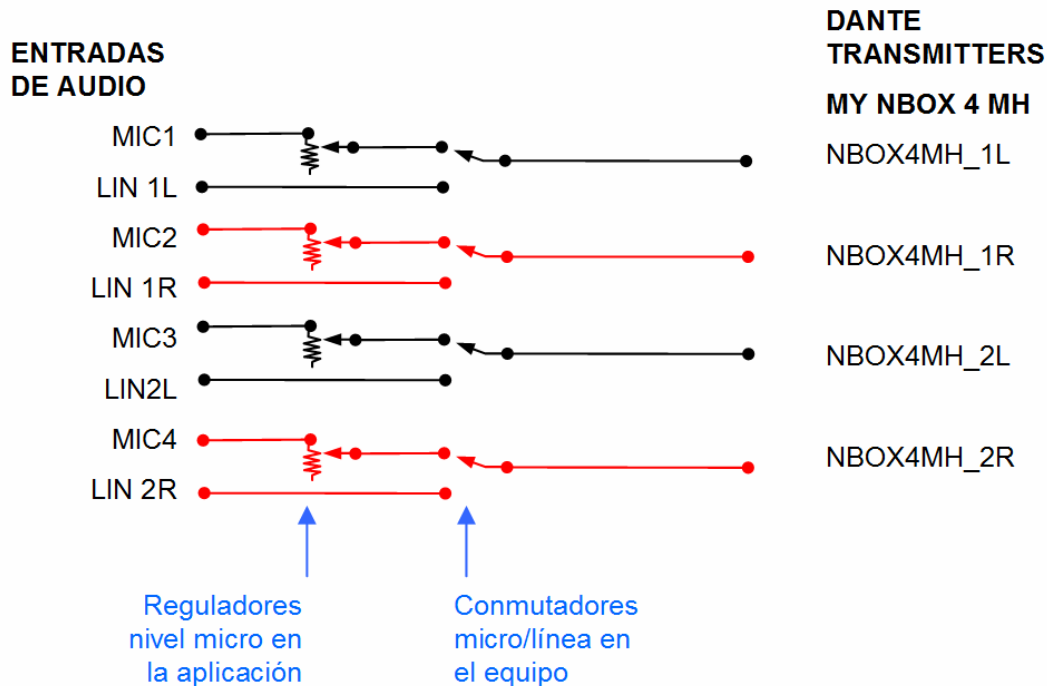 ENTRADAS
DE AUDIO
DANTE
TRANSMITTERS
MY NBOX 4 MH
MIC1
NBOX4MH_1L
LIN 1L
MIC2
NBOX4MH_1R
LIN 1R
MIC3
NBOX4MH_2L
LIN2L
MIC4
NBOX4MH_2R
LIN 2R
Reguladores
nivel micro en
la aplicación
Conmutadores
micro/línea en
el equipo